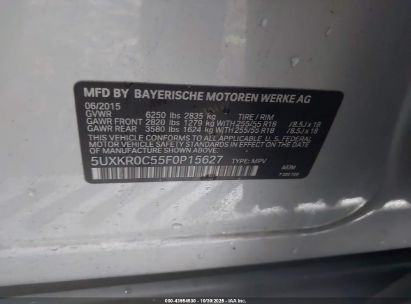 MFD BY BAYERISCHE MOTOREN WERKE AG
06/2015
GVWR 6250 lbs 2835 kg TIRE / RIM
GAWR FRONT 2820 lbs 1279 kg WITH 255/55 R18 /8.5J x 18
GAWR REAR 3580 lbs 1624 kg WITH 255/55 R18 /8.5J x 18
THIS VEHICLE CONFORMS TO ALL APPLICABLE U.S. FEDERAL
MOTOR VEHICLE SAFETY STANDARDS IN EFFECT ON THE
DATE OF MANUFACTURE SHOWN ABOVE.
5UXKR0C55F0P15627 TYPE: MPV